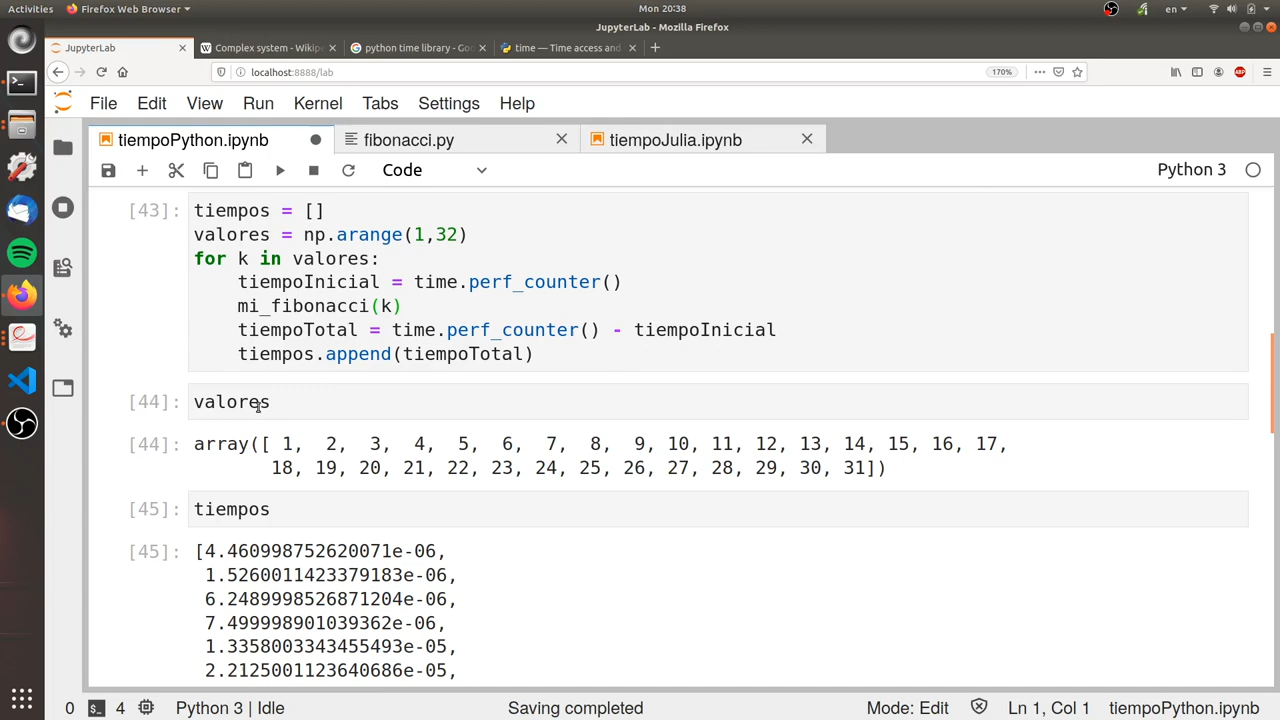 Activities Firefox Web Browser Mon 20:38 en
JupyterLab - Mozilla Firefox
JupyterLab Complex system - Wikip python time library - Goo time — Time access and
localhost:8888/lab 170% ABP
File Edit View Run Kernel Tabs Settings Help
tiempoPython.ipynb fibonacci.py tiempoJulia.ipynb
Code Python 3
[43]: tiempos = []
valores = np.arange(1,32)
for k in valores:
tiempoInicial = time.perf_counter()
mi_fibonacci(k)
tiempoTotal = time.perf_counter() - tiempoInicial
tiempos.append(tiempoTotal)
[44]: valores
[44]: array([ 1, 2, 3, 4, 5, 6, 7, 8, 9, 10, 11, 12, 13, 14, 15, 16, 17,
18, 19, 20, 21, 22, 23, 24, 25, 26, 27, 28, 29, 30, 31])
[45]: tiempos
[45]: [4.460998752620071e-06,
1.5260011423379183e-06,
6.2489998526871204e-06,
7.499998901039362e-06,
1.3358003343455493e-05,
2.2125001123640686e-05,
0 $_ 4 Python 3 | Idle Saving completed Mode: Edit Ln 1, Col 1 tiempoPython.ipynb